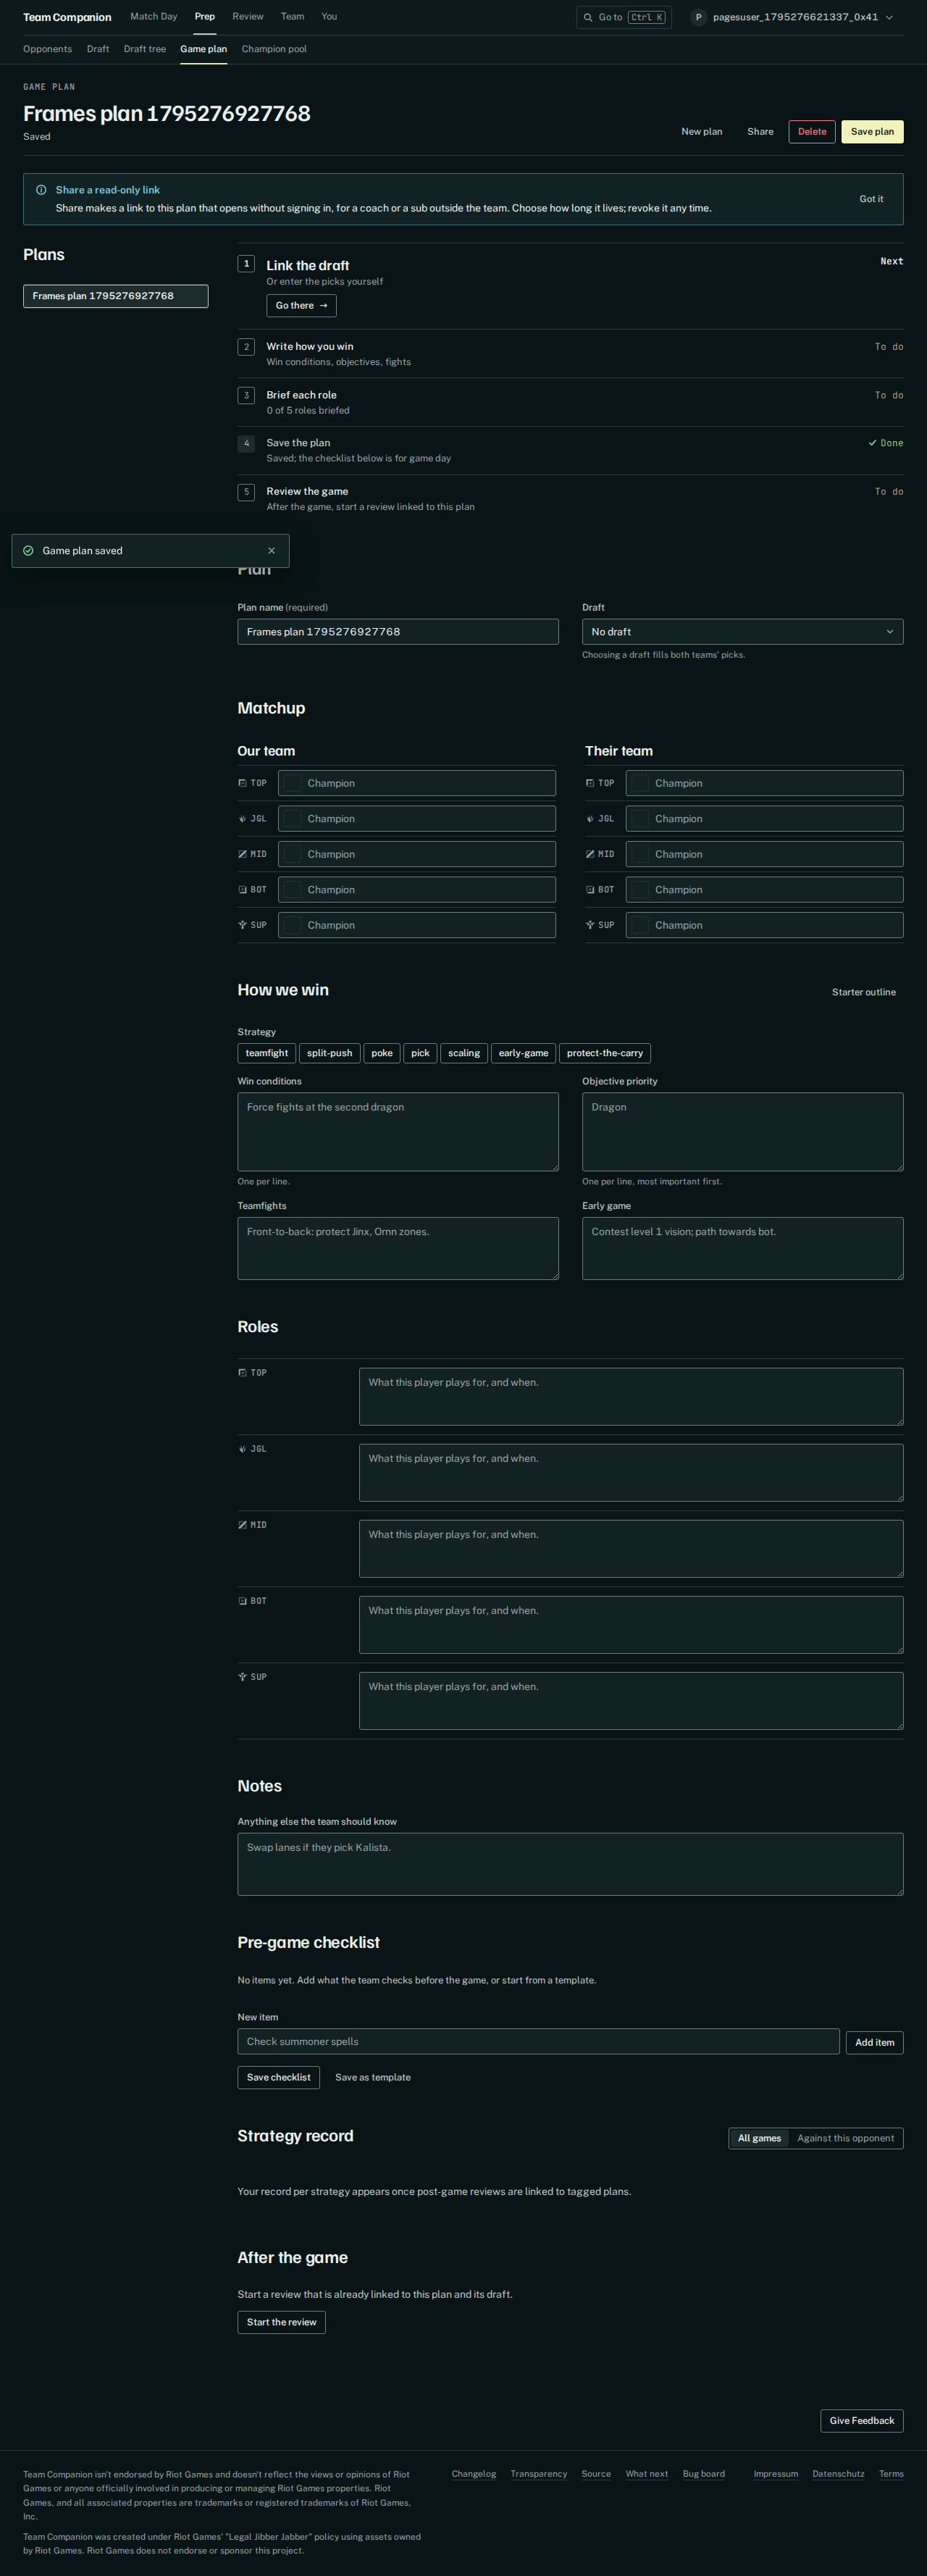 Team Companion Match Day Prep Review Team You Go to Ctrl K P pagesuser_1795276621337_0x41
Opponents Draft Draft tree Game plan Champion pool
GAME PLAN
Frames plan 1795276927768
Saved
New plan Share Delete Save plan
Share a read-only link
Share makes a link to this plan that opens without signing in, for a coach or a sub outside the team. Choose how long it lives; revoke it any time.
Got it
Plans
Frames plan 1795276927768
1 Link the draft Next
Or enter the picks yourself
Go there →
2 Write how you win To do
Win conditions, objectives, fights
3 Brief each role To do
0 of 5 roles briefed
4 Save the plan Done
Saved; the checklist below is for game day
5 Review the game To do
After the game, start a review linked to this plan
Game plan saved
Plan
Plan name (required) Draft
Frames plan 1795276927768 No draft
Choosing a draft fills both teams' picks.
Matchup
Our team Their team
TOP Champion TOP Champion
JGL Champion JGL Champion
MID Champion MID Champion
BOT Champion BOT Champion
SUP Champion SUP Champion
How we win Starter outline
Strategy
teamfight split-push poke pick scaling early-game protect-the-carry
Win conditions Objective priority
Force fights at the second dragon Dragon
One per line. One per line, most important first.
Teamfights Early game
Front-to-back: protect Jinx, Ornn zones. Contest level 1 vision; path towards bot.
Roles
TOP What this player plays for, and when.
JGL What this player plays for, and when.
MID What this player plays for, and when.
BOT What this player plays for, and when.
SUP What this player plays for, and when.
Notes
Anything else the team should know
Swap lanes if they pick Kalista.
Pre-game checklist
No items yet. Add what the team checks before the game, or start from a template.
New item
Check summoner spells Add item
Save checklist Save as template
Strategy record All games Against this opponent
Your record per strategy appears once post-game reviews are linked to tagged plans.
After the game
Start a review that is already linked to this plan and its draft.
Start the review
Give Feedback
Team Companion isn't endorsed by Riot Games and doesn't reflect the views or opinions of Riot
Games or anyone officially involved in producing or managing Riot Games properties. Riot
Games, and all associated properties are trademarks or registered trademarks of Riot Games,
Inc.
Team Companion was created under Riot Games' "Legal Jibber Jabber" policy using assets owned
by Riot Games. Riot Games does not endorse or sponsor this project.
Changelog Transparency Source What next Bug board Impressum Datenschutz Terms